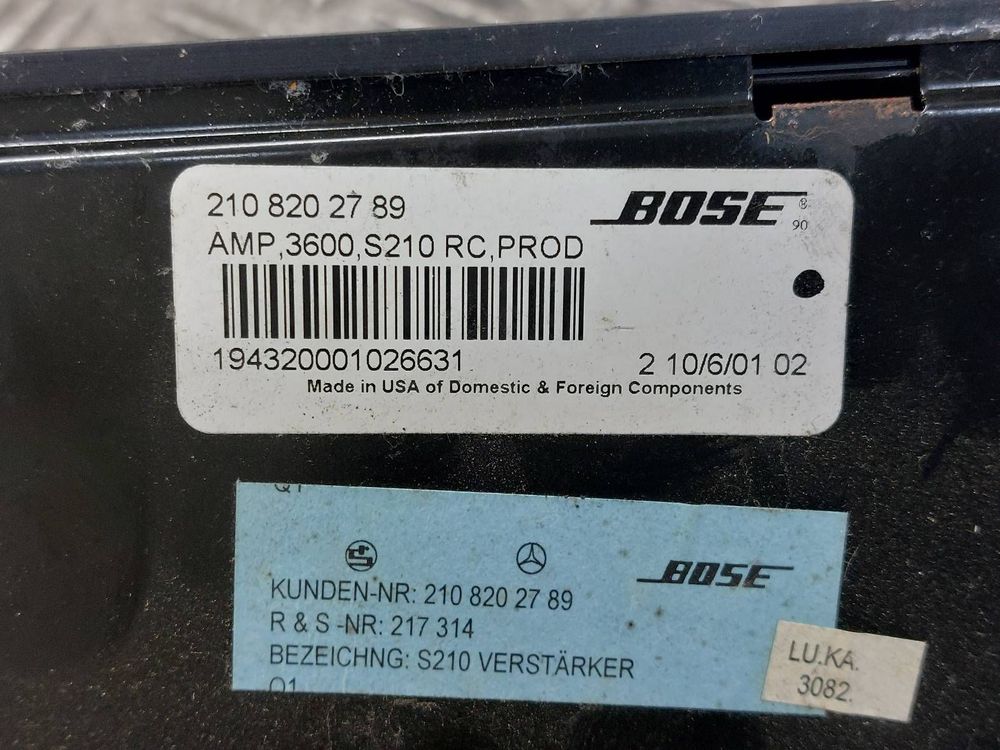 210 820 27 89
BOSE ®
90
AMP,3600,S210 RC,PROD
194320001026631
2 10/6/01 02
Made in USA of Domestic & Foreign Components
BOSE
KUNDEN-NR: 210 820 27 89
R & S -NR: 217 314
BEZEICHNG: S210 VERSTÄRKER
LU.KA.
3082.